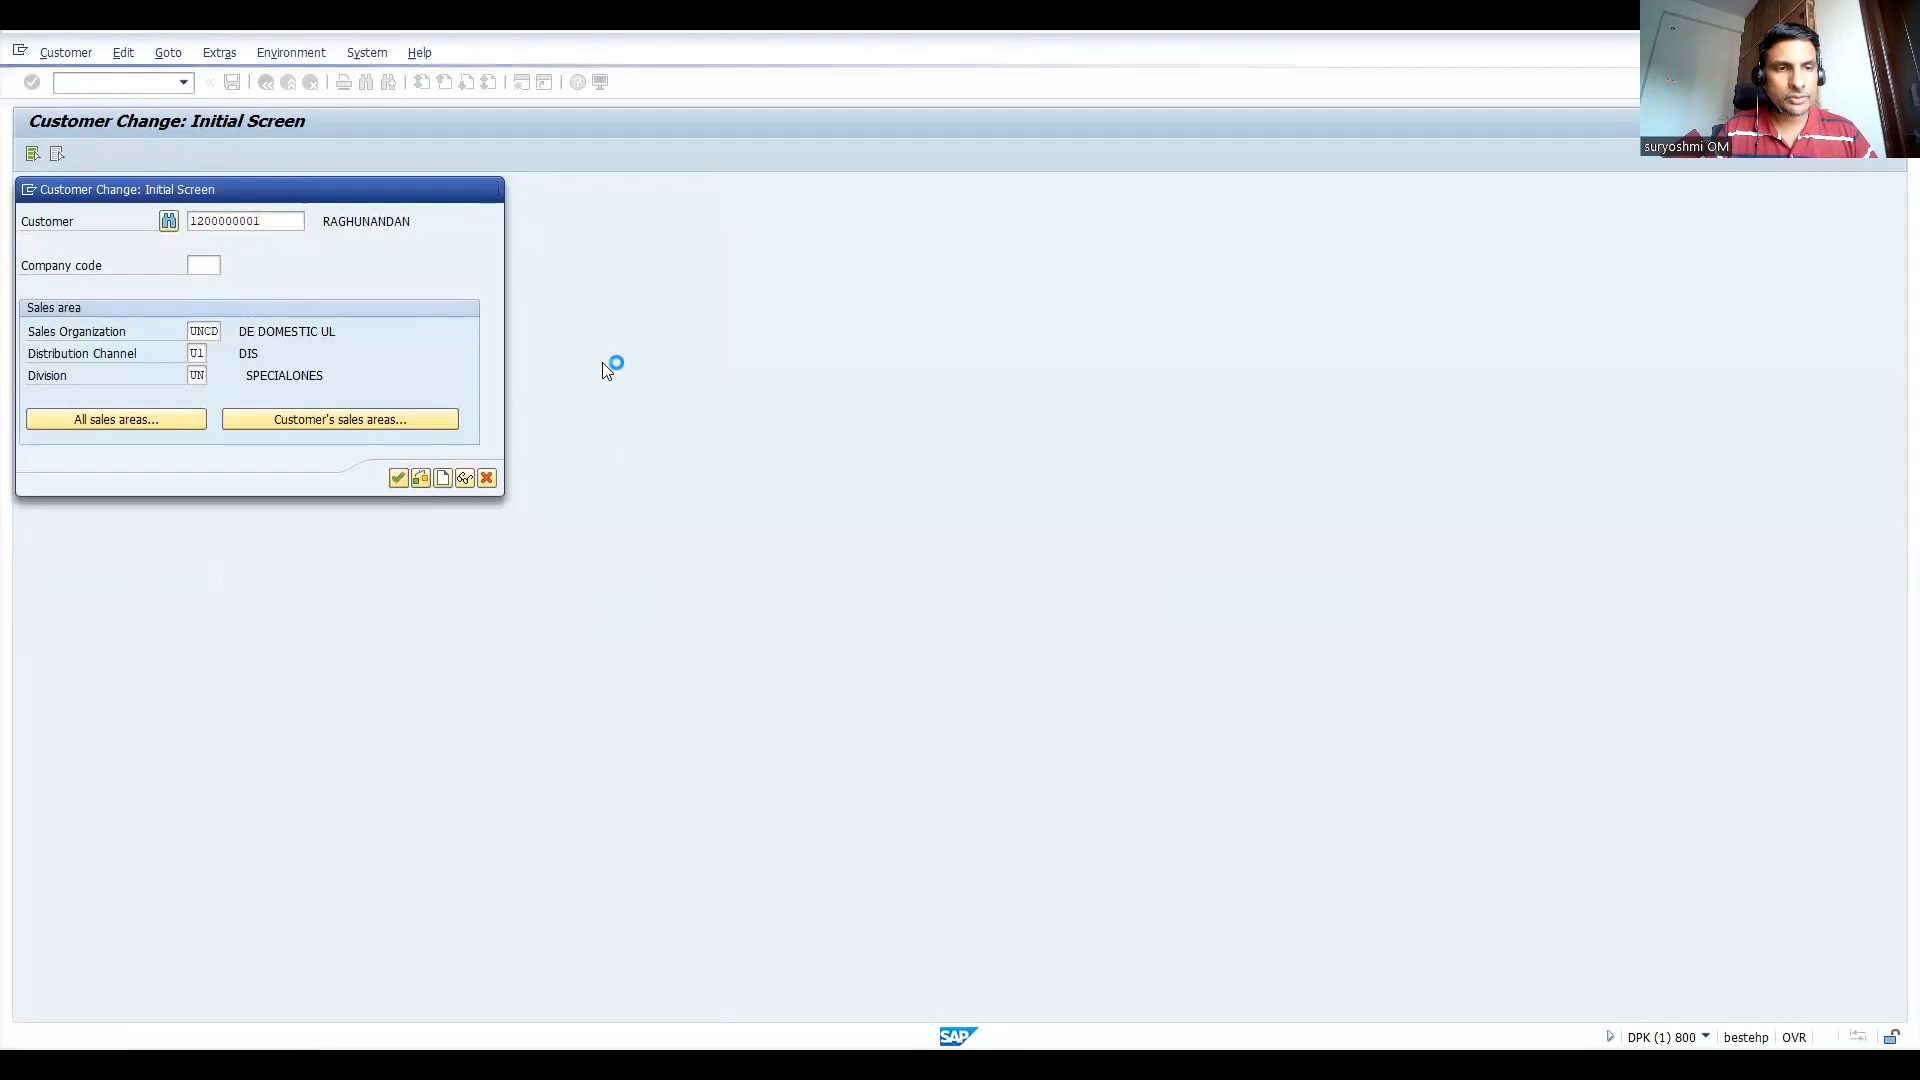 Customer Edit Goto Extras Environment System Help
suryoshmi OM
Customer Change: Initial Screen
Customer Change: Initial Screen
Customer 1200000001 RAGHUNANDAN
Company code
Sales area
Sales Organization UNCD DE DOMESTIC UL
Distribution Channel U1 DIS
Division UN SPECIALONES
All sales areas... Customer's sales areas...
SAP DPK (1) 800 bestehp OVR